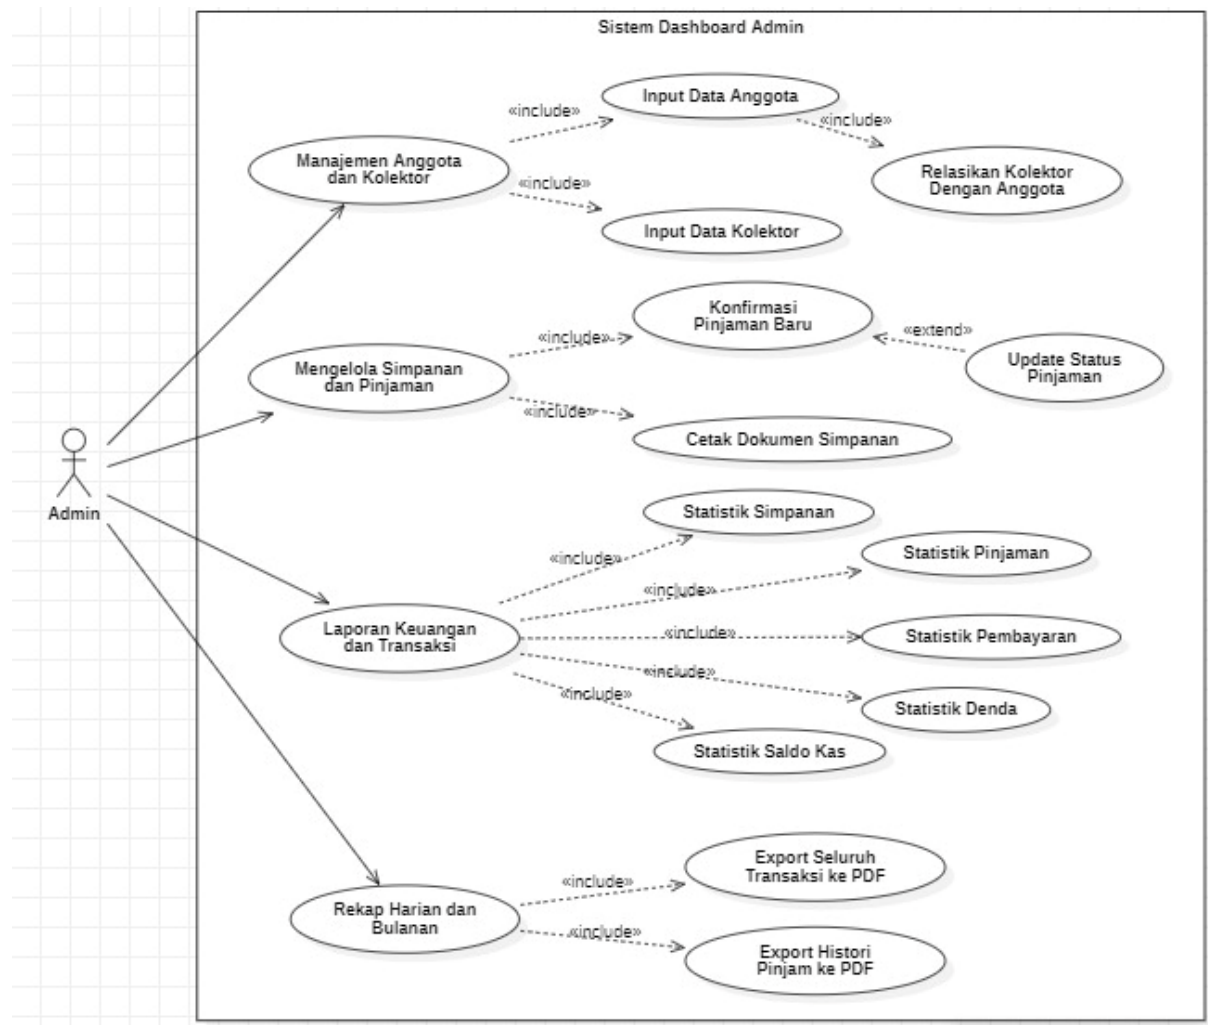 Sistem Dashboard Admin
Input Data Anggota
«include»
«include»
Manajemen Anggota
dan Kolektor
Relasikan Kolektor
Dengan Anggota
«include»
Input Data Kolektor
Konfirmasi
Pinjaman Baru
«include»
«extend»
Update Status
Pinjaman
Mengelola Simpanan
dan Pinjaman
«include»
Cetak Dokumen Simpanan
Admin
Statistik Simpanan
«include»
Statistik Pinjaman
«include»
Laporan Keuangan
dan Transaksi
«include»
Statistik Pembayaran
«include»
«include»
Statistik Denda
Statistik Saldo Kas
Export Seluruh
Transaksi ke PDF
«include»
Rekap Harian dan
Bulanan
«include»
Export Histori
Pinjam ke PDF